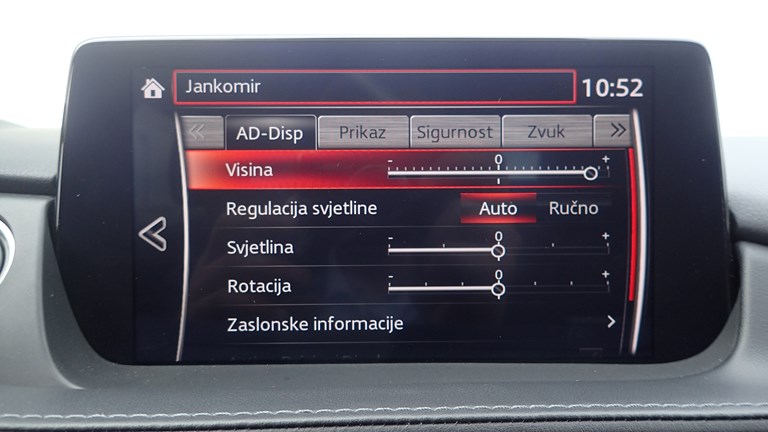 Jankomir
10:52
AD-Disp Prikaz Sigurnost Zvuk
Visina - 0 +
Regulacija svjetline Auto Ručno
Svjetlina - 0 +
Rotacija - 0 +
Zaslonske informacije